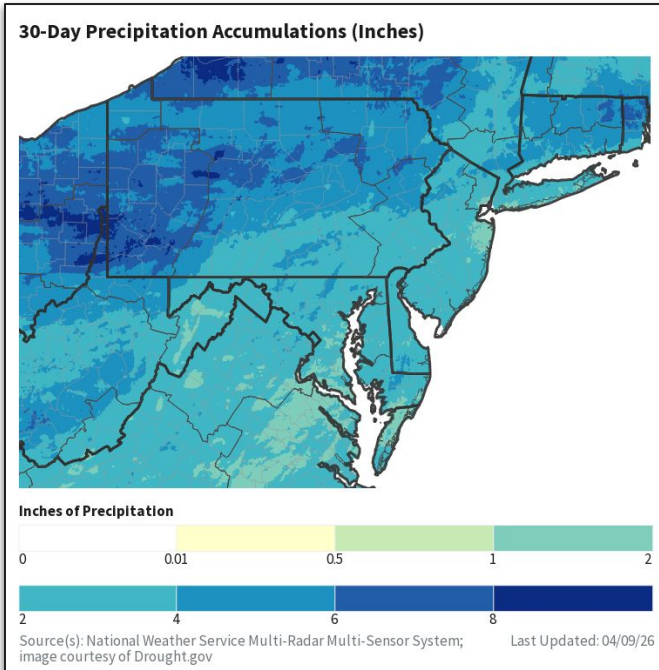 30-Day Precipitation Accumulations (Inches)
Inches of Precipitation
0 0.01 0.5 1 2
2 4 6 8
Source(s): National Weather Service Multi-Radar Multi-Sensor System; Last Updated: 04/09/26
image courtesy of Drought.gov